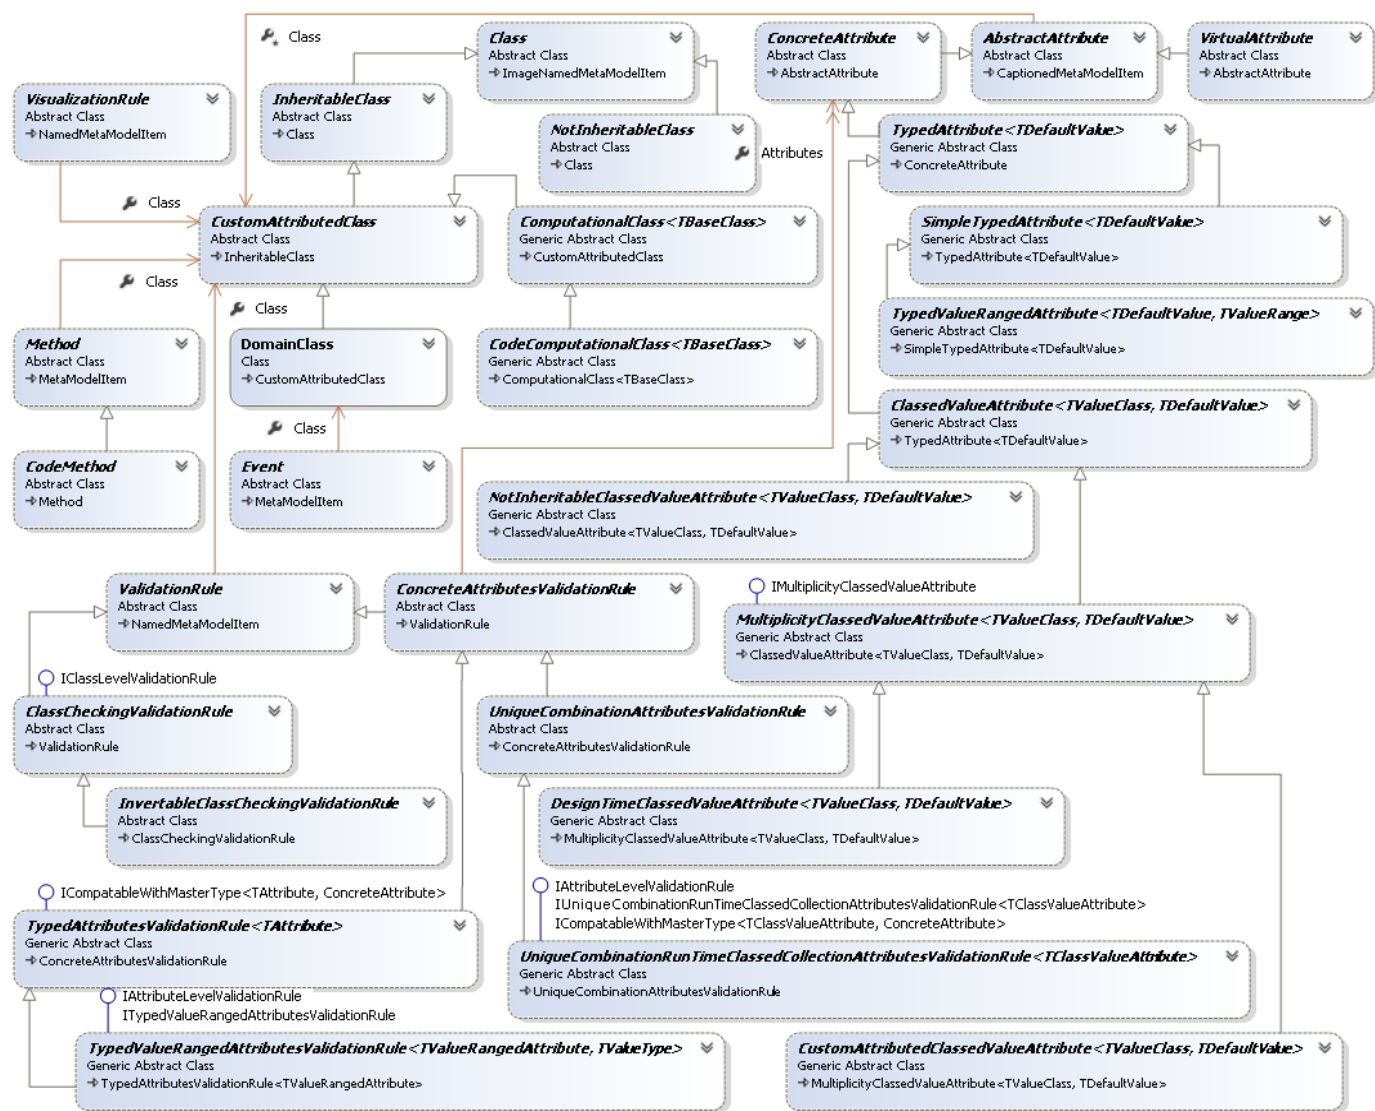 Class
Class
Abstract Class
ImageNamedMetaModelItem
ConcreteAttribute
Abstract Class
AbstractAttribute
AbstractAttribute
Abstract Class
CaptionedMetaModelItem
VirtualAttribute
Abstract Class
AbstractAttribute
VisualizationRule
Abstract Class
NamedMetaModelItem
InheritableClass
Abstract Class
Class
NotInheritableClass
Abstract Class
Class
Attributes
TypedAttribute<TDefaultValue>
Generic Abstract Class
ConcreteAttribute
Class
CustomAttributedClass
Abstract Class
InheritableClass
ComputationalClass<TBaseClass>
Generic Abstract Class
CustomAttributedClass
SimpleTypedAttribute<TDefaultValue>
Generic Abstract Class
TypedAttribute<TDefaultValue>
Class
Class
TypedValueRangedAttribute<TDefaultValue, TValueRange>
Generic Abstract Class
SimpleTypedAttribute<TDefaultValue>
Method
Abstract Class
MetaModelItem
DomainClass
Class
CustomAttributedClass
CodeComputationalClass<TBaseClass>
Generic Abstract Class
ComputationalClass<TBaseClass>
ClassedValueAttribute<TValueClass, TDefaultValue>
Generic Abstract Class
TypedAttribute<TDefaultValue>
Class
CodeMethod
Abstract Class
Method
Event
Abstract Class
MetaModelItem
NotInheritableClassedValueAttribute<TValueClass, TDefaultValue>
Generic Abstract Class
ClassedValueAttribute<TValueClass, TDefaultValue>
ValidationRule
Abstract Class
NamedMetaModelItem
ConcreteAttributesValidationRule
Abstract Class
ValidationRule
IMultiplicityClassedValueAttribute
MultiplicityClassedValueAttribute<TValueClass, TDefaultValue>
Generic Abstract Class
ClassedValueAttribute<TValueClass, TDefaultValue>
IClassLevelValidationRule
ClassCheckingValidationRule
Abstract Class
ValidationRule
UniqueCombinationAttributesValidationRule
Abstract Class
ConcreteAttributesValidationRule
InvertableClassCheckingValidationRule
Abstract Class
ClassCheckingValidationRule
DesignTimeClassedValueAttribute<TValueClass, TDefaultValue>
Generic Abstract Class
MultiplicityClassedValueAttribute<TValueClass, TDefaultValue>
ICompatableWithMasterType<TAttribute, ConcreteAttribute>
TypedAttributesValidationRule<TAttribute>
Generic Abstract Class
ConcreteAttributesValidationRule
IAttributeLevelValidationRule
IUniqueCombinationRunTimeClassedCollectionAttributesValidationRule<TClassValueAttribute>
ICompatableWithMasterType<TClassValueAttribute, ConcreteAttribute>
UniqueCombinationRunTimeClassedCollectionAttributesValidationRule<TClassValueAttribute>
Generic Abstract Class
UniqueCombinationAttributesValidationRule
IAttributeLevelValidationRule
ITypedValueRangedAttributesValidationRule
TypedValueRangedAttributesValidationRule<TValueRangedAttribute, TValueType>
Generic Abstract Class
TypedAttributesValidationRule<TValueRangedAttribute>
CustomAttributedClassedValueAttribute<TValueClass, TDefaultValue>
Generic Abstract Class
MultiplicityClassedValueAttribute<TValueClass, TDefaultValue>